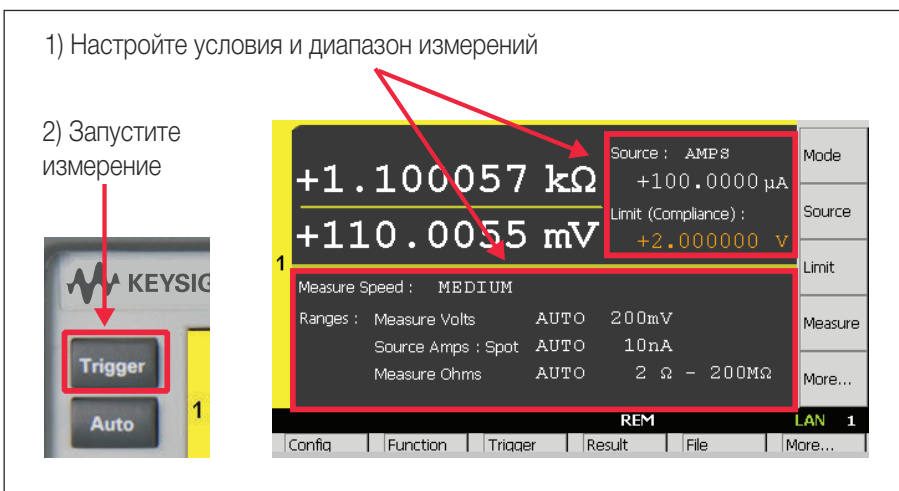 1) Настройте условия и диапазон измерений
2) Запустите
измерение
KEYSIG
Trigger
Auto
1
1
+1.100057 kΩ
+110.0055 mV
Source : AMPS
+100.0000 µA
Limit (Compliance) :
+2.000000 V
Measure Speed : MEDIUM
Ranges : Measure Volts AUTO 200mV
Source Amps : Spot AUTO 10nA
Measure Ohms AUTO 2 Ω - 200MΩ
Mode
Source
Limit
Measure
More...
REM LAN 1
Config Function Trigger Result File More...